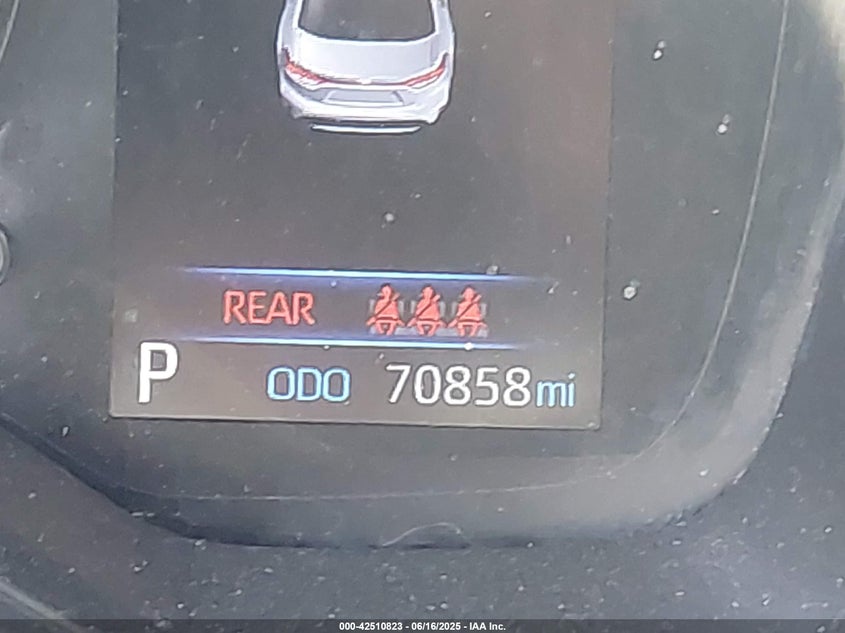 REAR
P ODO 70858mi
000-42510823 - 06/16/2025 - IAA Inc.